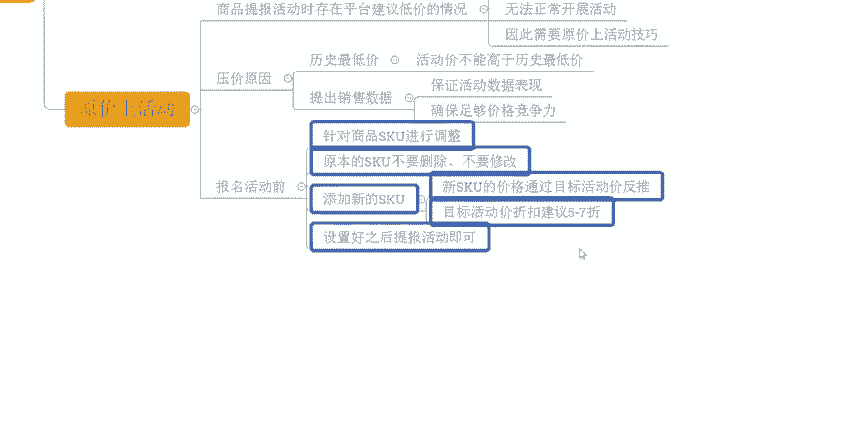 商品提报活动时存在平台建议低价的情况
无法正常开展活动
因此需要原价上活动技巧
原价上活动
压价原因
历史最低价
活动价不能高于历史最低价
提出销售数据
保证活动数据表现
确保足够价格竞争力
报名活动前
针对商品SKU进行调整
原本的SKU不要删除、不要修改
添加新的SKU
新SKU的价格通过目标活动价反推
目标活动价折扣建议5-7折
设置好之后提报活动即可